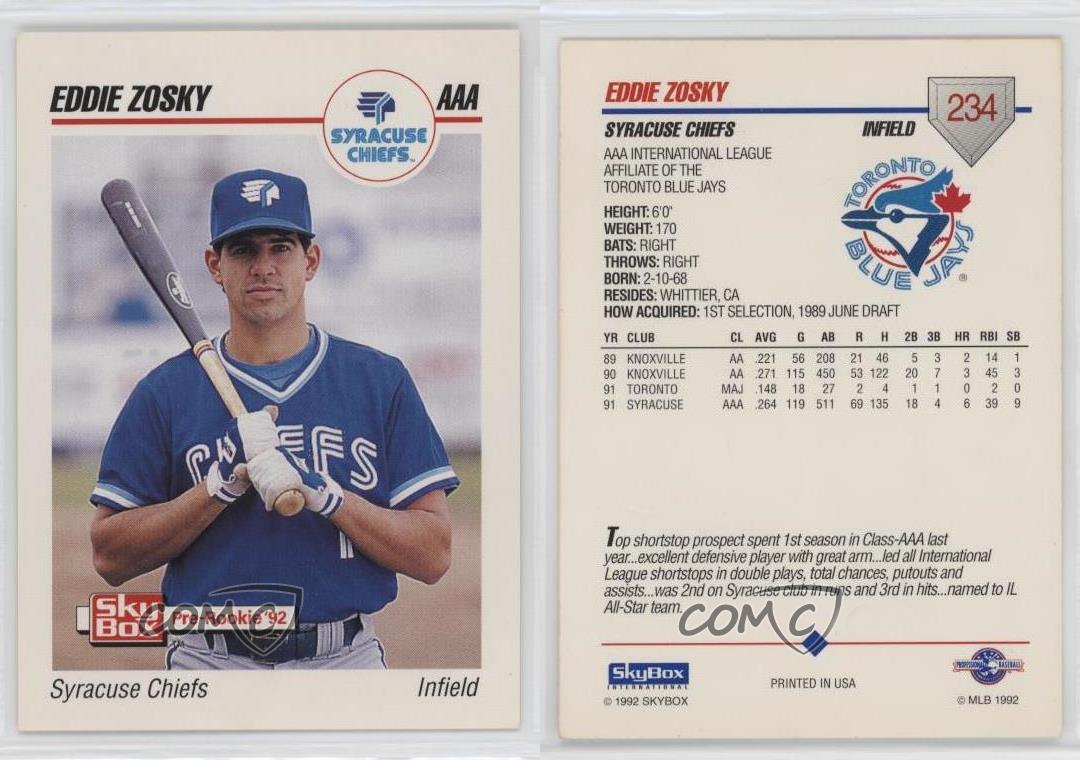 EDDIE ZOSKY
AAA
SYRACUSE
CHIEFS™
CHIEFS
1
Sky
Box
Pre-Rookie '92
COMC
Syracuse Chiefs
Infield
EDDIE ZOSKY
234
SYRACUSE CHIEFS
INFIELD
AAA INTERNATIONAL LEAGUE
AFFILIATE OF THE
TORONTO BLUE JAYS
TORONTO
BLUE JAYS
®
HEIGHT: 6'0"
WEIGHT: 170
BATS: RIGHT
THROWS: RIGHT
BORN: 2-10-68
RESIDES: WHITTIER, CA
HOW ACQUIRED: 1ST SELECTION, 1989 JUNE DRAFT
YR CLUB CL AVG G AB R H 2B 3B HR RBI SB
89 KNOXVILLE AA .221 56 208 21 46 5 3 2 14 1
90 KNOXVILLE AA .271 115 450 53 122 20 7 3 45 3
91 TORONTO MAJ .148 18 27 2 4 1 1 0 2 0
91 SYRACUSE AAA .264 119 511 69 135 18 4 6 39 9
Top shortstop prospect spent 1st season in Class-AAA last
year...excellent defensive player with great arm...led all International
League shortstops in double plays, total chances, putouts and
assists...was 2nd on Syracuse club in runs and 3rd in hits...named to IL
All-Star team.
COMC
SkyBox
INTERNATIONAL
© 1992 SKYBOX
PRINTED IN USA
PROFESSIONAL BASEBALL
© MLB 1992